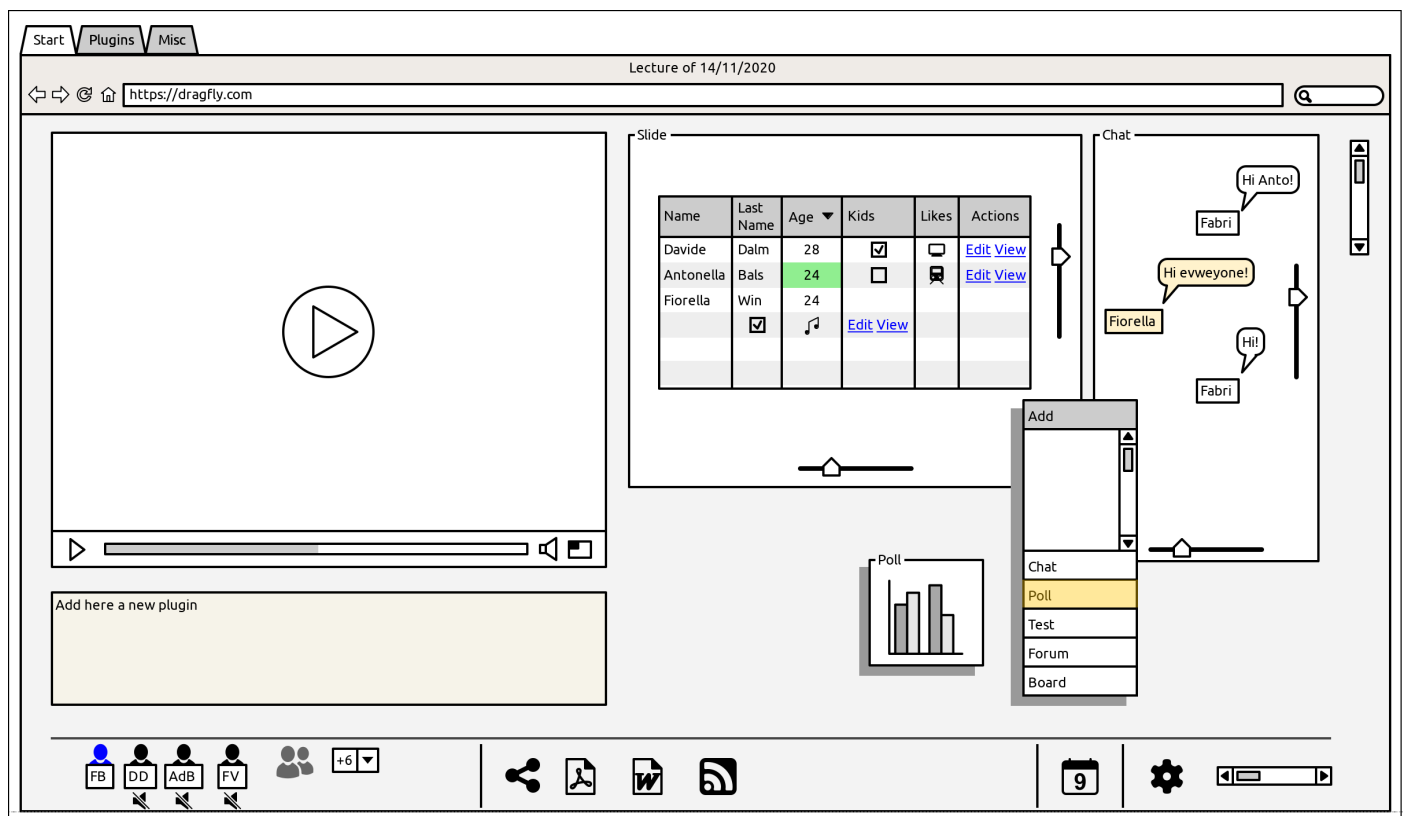 Start Plugins Misc
Lecture of 14/11/2020
https://dragfly.com
Slide
Name Last Name Age Kids Likes Actions
Davide Dalm 28 Edit View
Antonella Bals 24 Edit View
Fiorella Win 24
Edit View
Chat
Hi Anto!
Fabri
Hi evweyone!
Fiorella
Hi!
Fabri
Add
Chat
Poll
Test
Forum
Board
Poll
Add here a new plugin
FB DD AdB FV +6
W
9